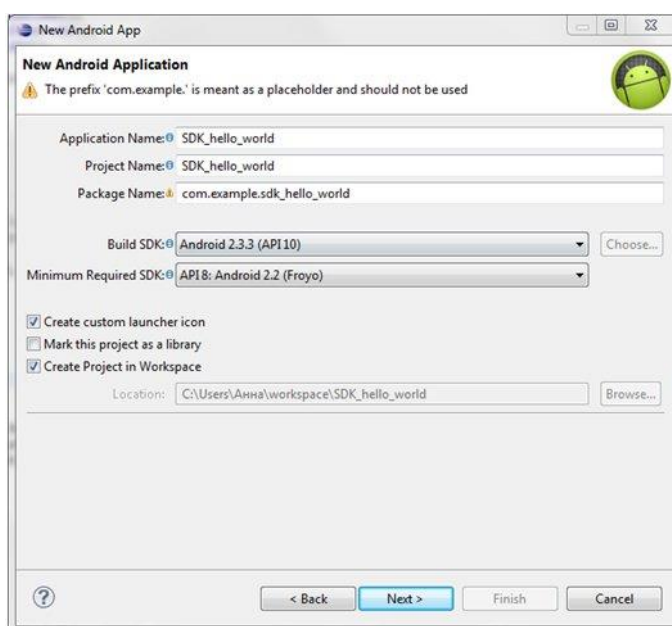 New Android App
New Android Application
The prefix 'com.example.' is meant as a placeholder and should not be used
Application Name: SDK_hello_world
Project Name: SDK_hello_world
Package Name: com.example.sdk_hello_world
Build SDK: Android 2.3.3 (API 10) Choose...
Minimum Required SDK: API 8: Android 2.2 (Froyo)
Create custom launcher icon
Mark this project as a library
Create Project in Workspace
Location: C:\Users\Анна\workspace\SDK_hello_world Browse...
? < Back Next > Finish Cancel